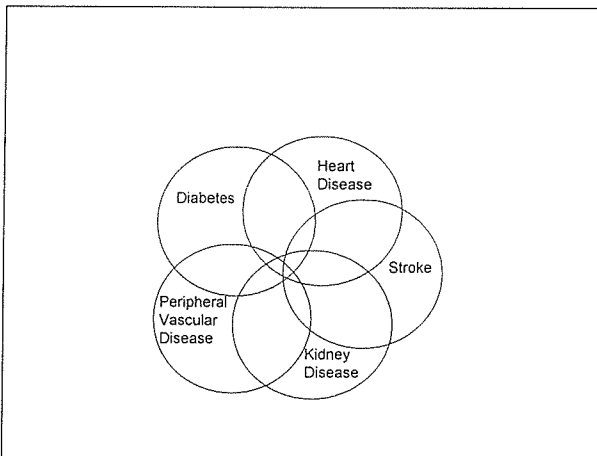 Heart
Disease
Diabetes
Stroke
Peripheral
Vascular
Disease
Kidney
Disease